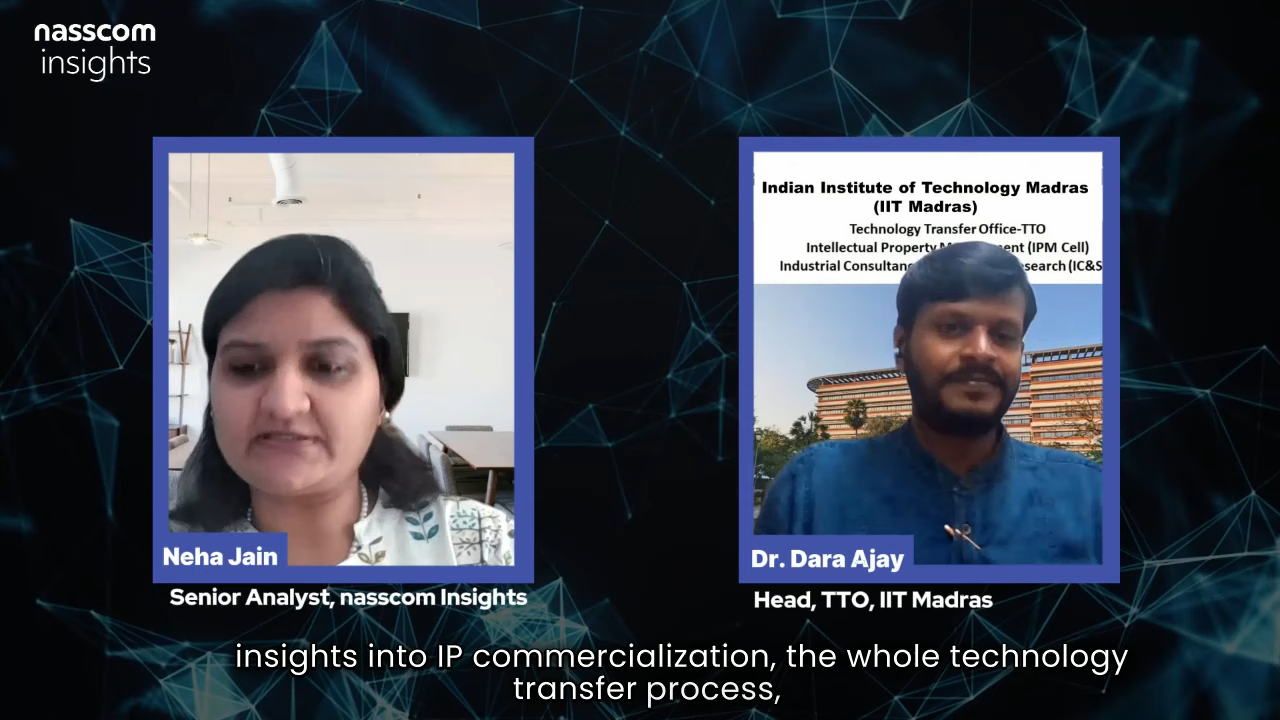 nasscom
insights
Indian Institute of Technology Madras
(IIT Madras)
Technology Transfer Office-TTO
Intellectual Property (IPM Cell)
Industrial (IC&S
Neha Jain
Senior Analyst, nasscom Insights
Dr. Dara Ajay
Head, TTO, IIT Madras
insights into IP commercialization, the whole technology
transfer process,